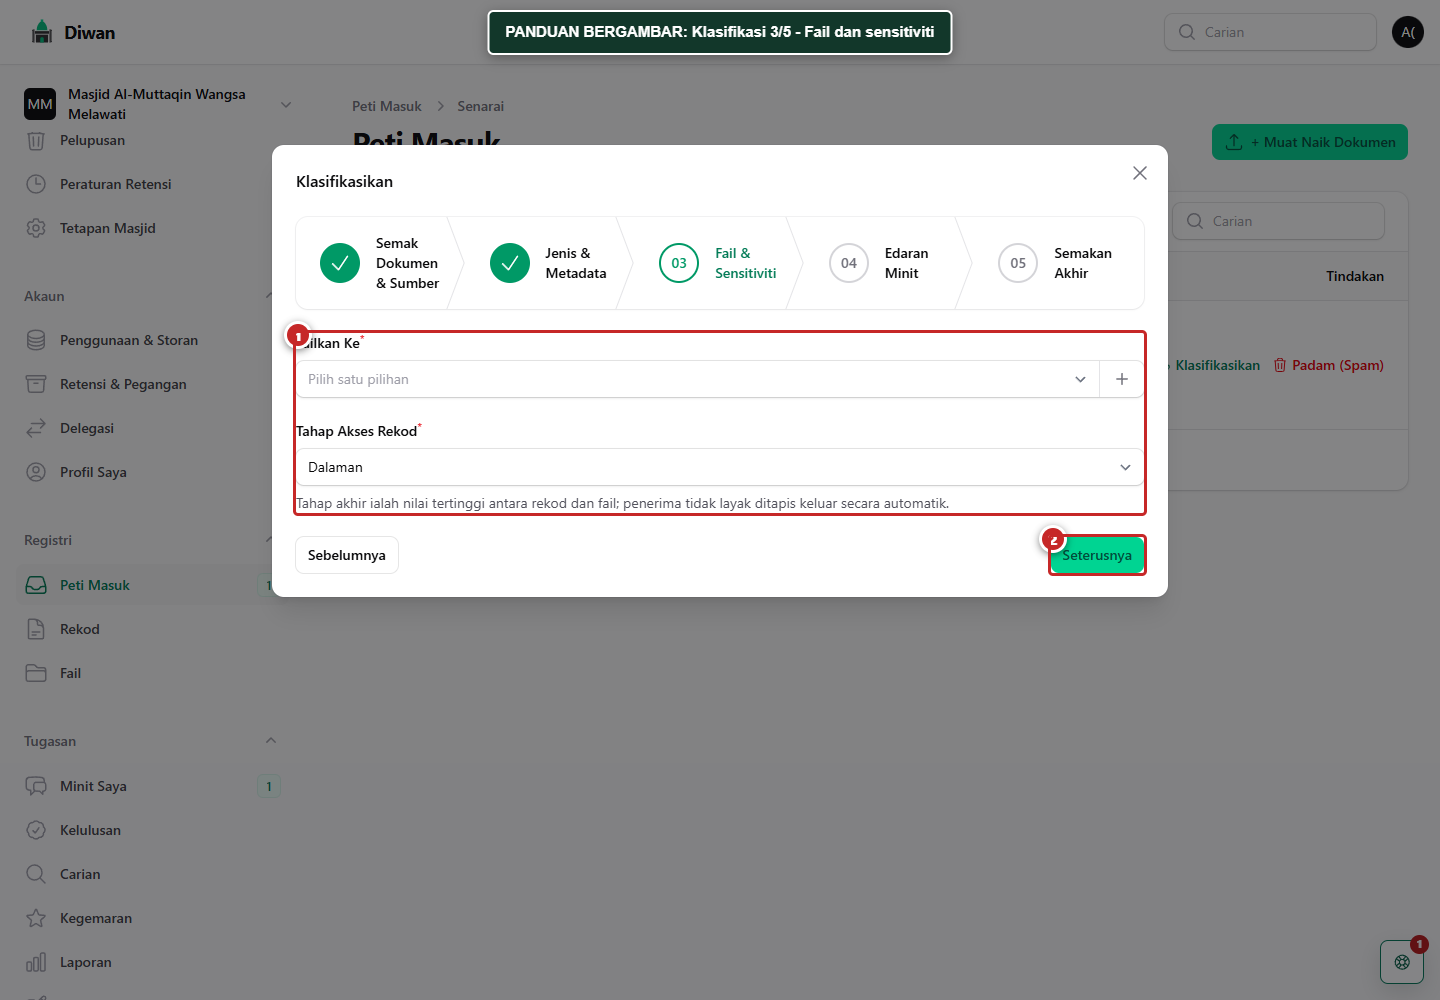 Diwan
PANDUAN BERGAMBAR: Klasifikasi 3/5 - Fail dan sensitiviti
Carian
A(
MM
Masjid Al-Muttaqin Wangsa
Melawati
Pelupusan
Peraturan Retensi
Tetapan Masjid
Akaun
Penggunaan & Storan
Retensi & Pegangan
Delegasi
Profil Saya
Registri
Peti Masuk
1
Rekod
Fail
Tugasan
Minit Saya
1
Kelulusan
Carian
Kegemaran
Laporan
Peti Masuk
Senarai
Peti Masuk
+ Muat Naik Dokumen
Carian
Tindakan
Klasifikasikan
Padam (Spam)
Klasifikasikan
Semak
Dokumen
& Sumber
Jenis &
Metadata
03
Fail &
Sensitiviti
04
Edaran
Minit
05
Semakan
Akhir
1
Ke*
Pilih satu pilihan
Tahap Akses Rekod*
Dalaman
Tahap akhir ialah nilai tertinggi antara rekod dan fail; penerima tidak layak ditapis keluar secara automatik.
Sebelumnya
2
Seterusnya
1